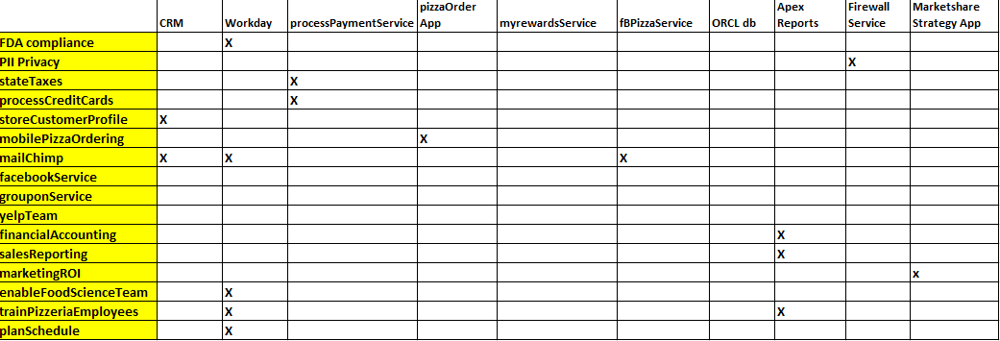 CRM Workday processPaymentService pizzaOrder App myrewardsService fBPizzaService ORCL db Apex Reports Firewall Service Marketshare Strategy App
FDA compliance X
PII Privacy X
stateTaxes X
processCreditCards X
storeCustomerProfile X
mobilePizzaOrdering X
mailChimp X X X
facebookService
grouponService
yelpTeam
financialAccounting X
salesReporting X
marketingROI x
enableFoodScienceTeam X
trainPizzeriaEmployees X X
planSchedule X